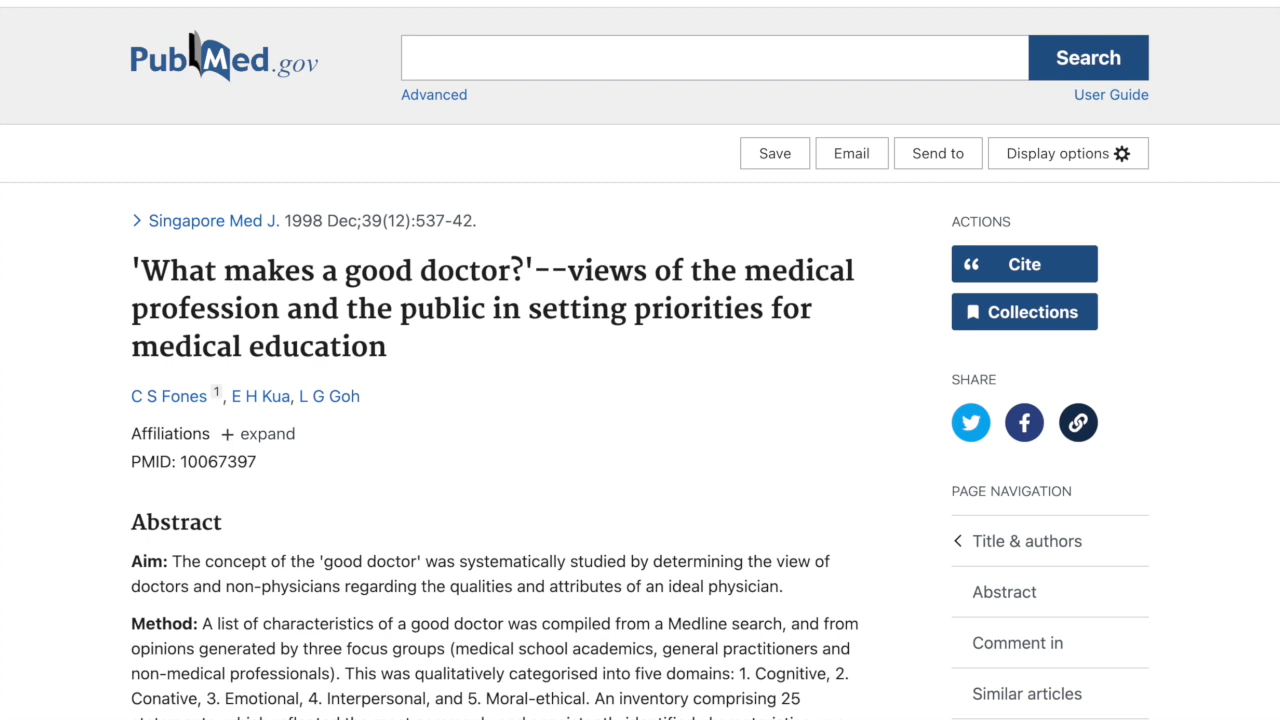 PubMed.gov
Search
Advanced
User Guide
Save
Email
Send to
Display options
Singapore Med J. 1998 Dec;39(12):537-42.
'What makes a good doctor?'--views of the medical
profession and the public in setting priorities for
medical education
C S Fones 1, E H Kua, L G Goh
Affiliations + expand
PMID: 10067397
Abstract
Aim: The concept of the 'good doctor' was systematically studied by determining the view of
doctors and non-physicians regarding the qualities and attributes of an ideal physician.
Method: A list of characteristics of a good doctor was compiled from a Medline search, and from
opinions generated by three focus groups (medical school academics, general practitioners and
non-medical professionals). This was qualitatively categorised into five domains: 1. Cognitive, 2.
Conative, 3. Emotional, 4. Interpersonal, and 5. Moral-ethical. An inventory comprising 25
ACTIONS
Cite
Collections
SHARE
PAGE NAVIGATION
Title & authors
Abstract
Comment in
Similar articles